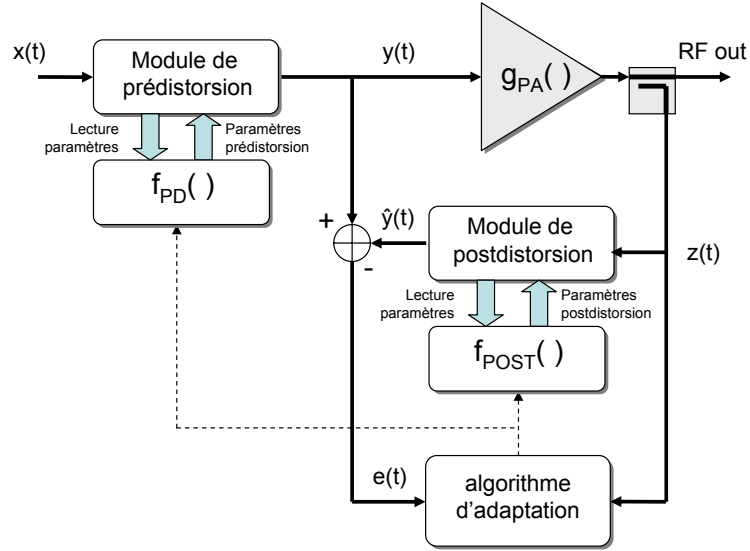 x(t)
Module de
prédistorsion
y(t)
g_PA( )
RF out
Lecture
paramètres
Paramètres
prédistorsion
f_PD( )
+
-
ŷ(t)
Module de
postdistorsion
z(t)
Lecture
paramètres
Paramètres
postdistorsion
f_POST( )
e(t)
algorithme
d'adaptation